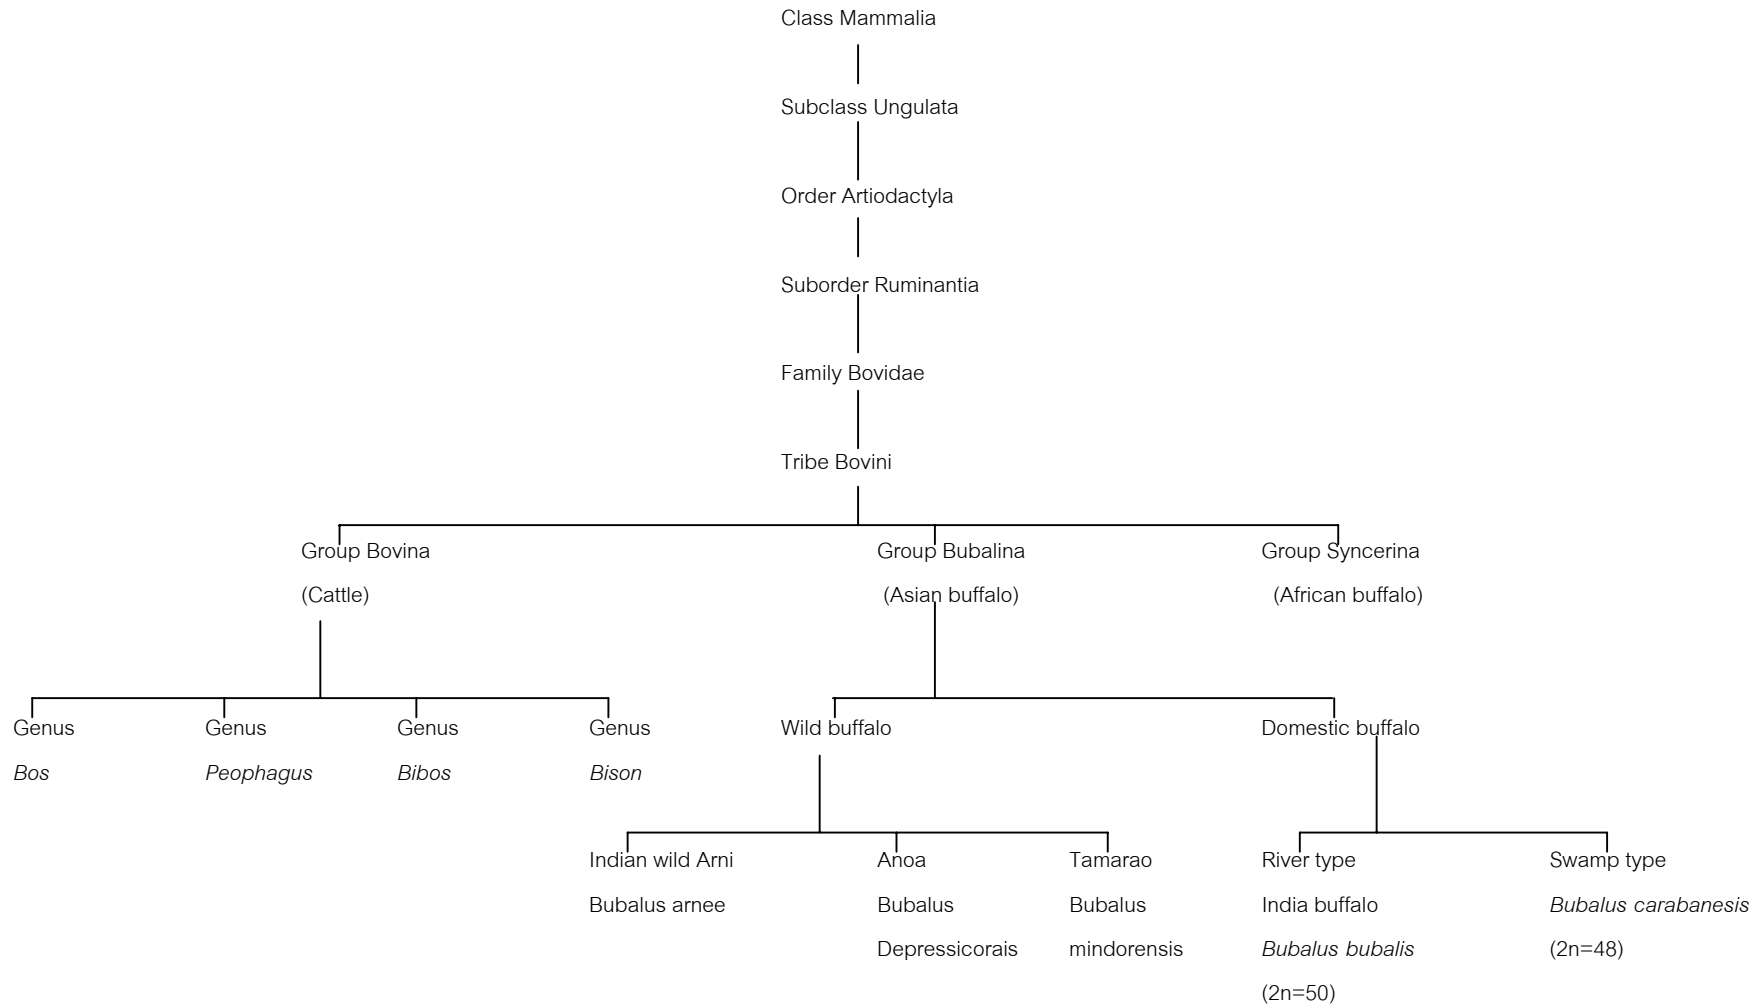 Class Mammalia
Subclass Ungulata
Order Artiodactyla
Suborder Ruminantia
Family Bovidae
Tribe Bovini
Group Bovina
(Cattle)
Group Bubalina
(Asian buffalo)
Group Syncerina
(African buffalo)
Genus
Bos
Genus
Peophagus
Genus
Bibos
Genus
Bison
Wild buffalo
Domestic buffalo
Indian wild Arni
Bubalus arnee
Anoa
Bubalus
Depressicorais
Tamarao
Bubalus
mindorensis
River type
India buffalo
Bubalus bubalis
(2n=50)
Swamp type
Bubalus carabanesis
(2n=48)